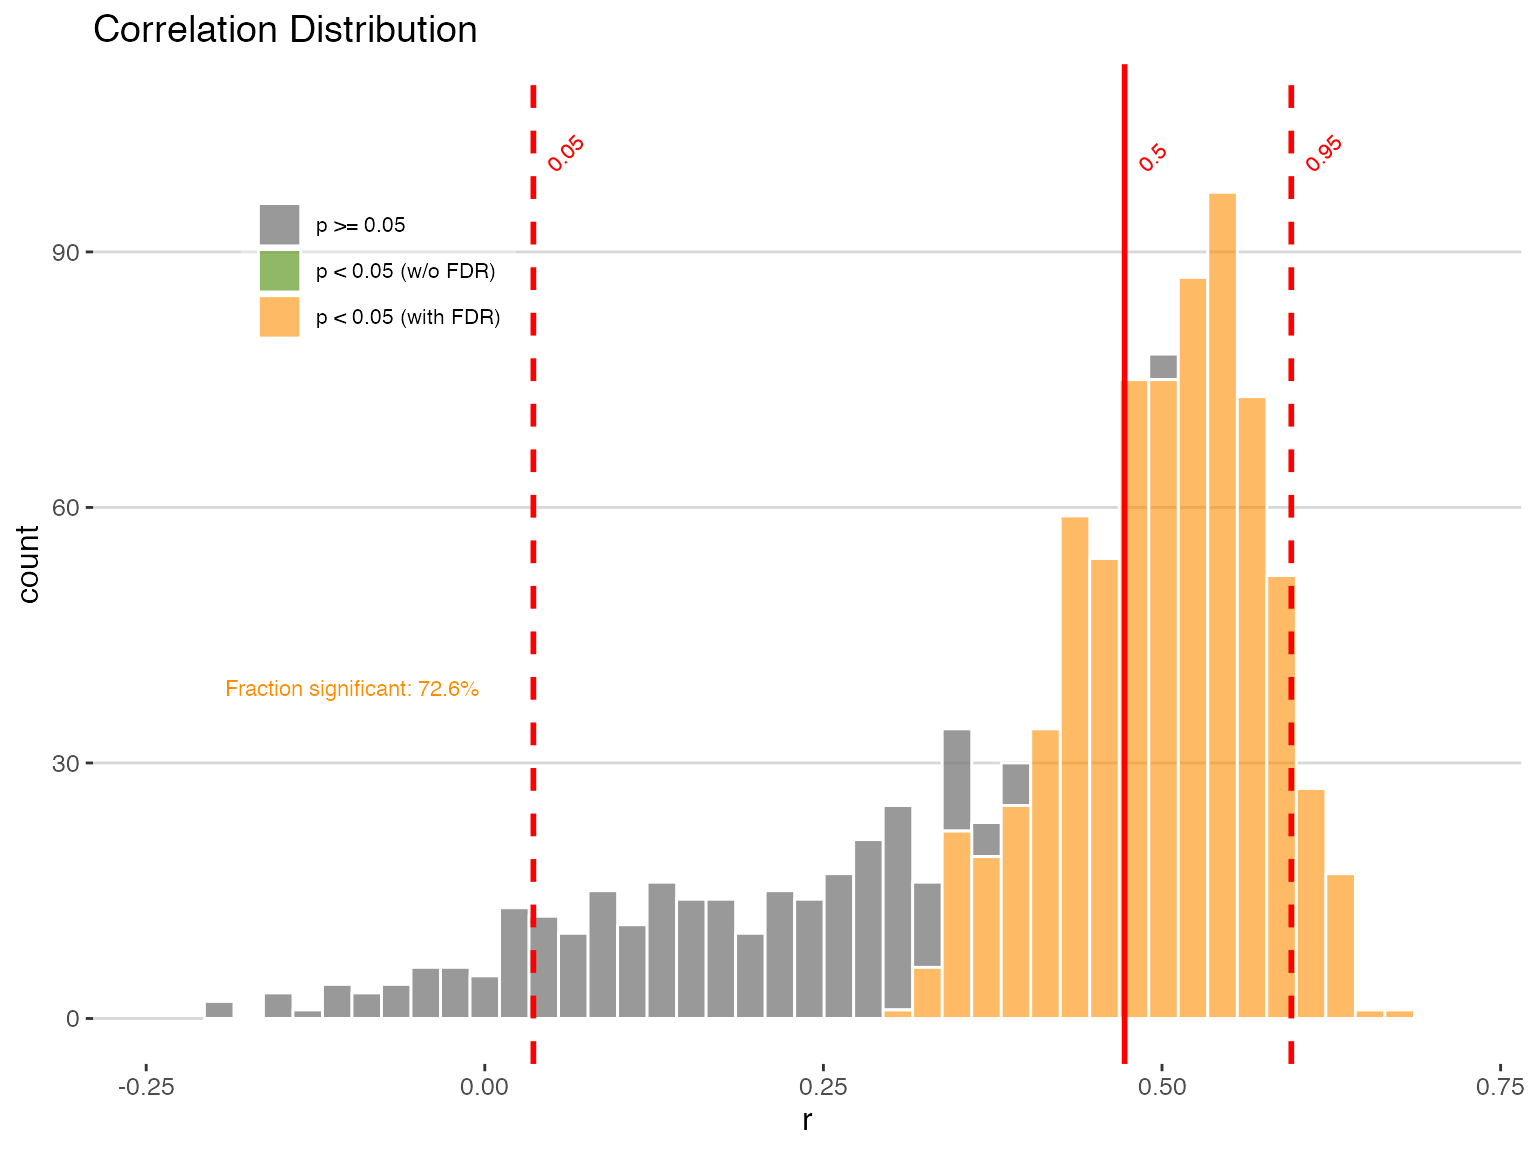 Correlation Distribution
0.05
0.5
0.95
p >= 0.05
p < 0.05 (w/o FDR)
p < 0.05 (with FDR)
90
60
30
0
count
Fraction significant: 72.6%
-0.25
0.00
0.25
0.50
0.75
r